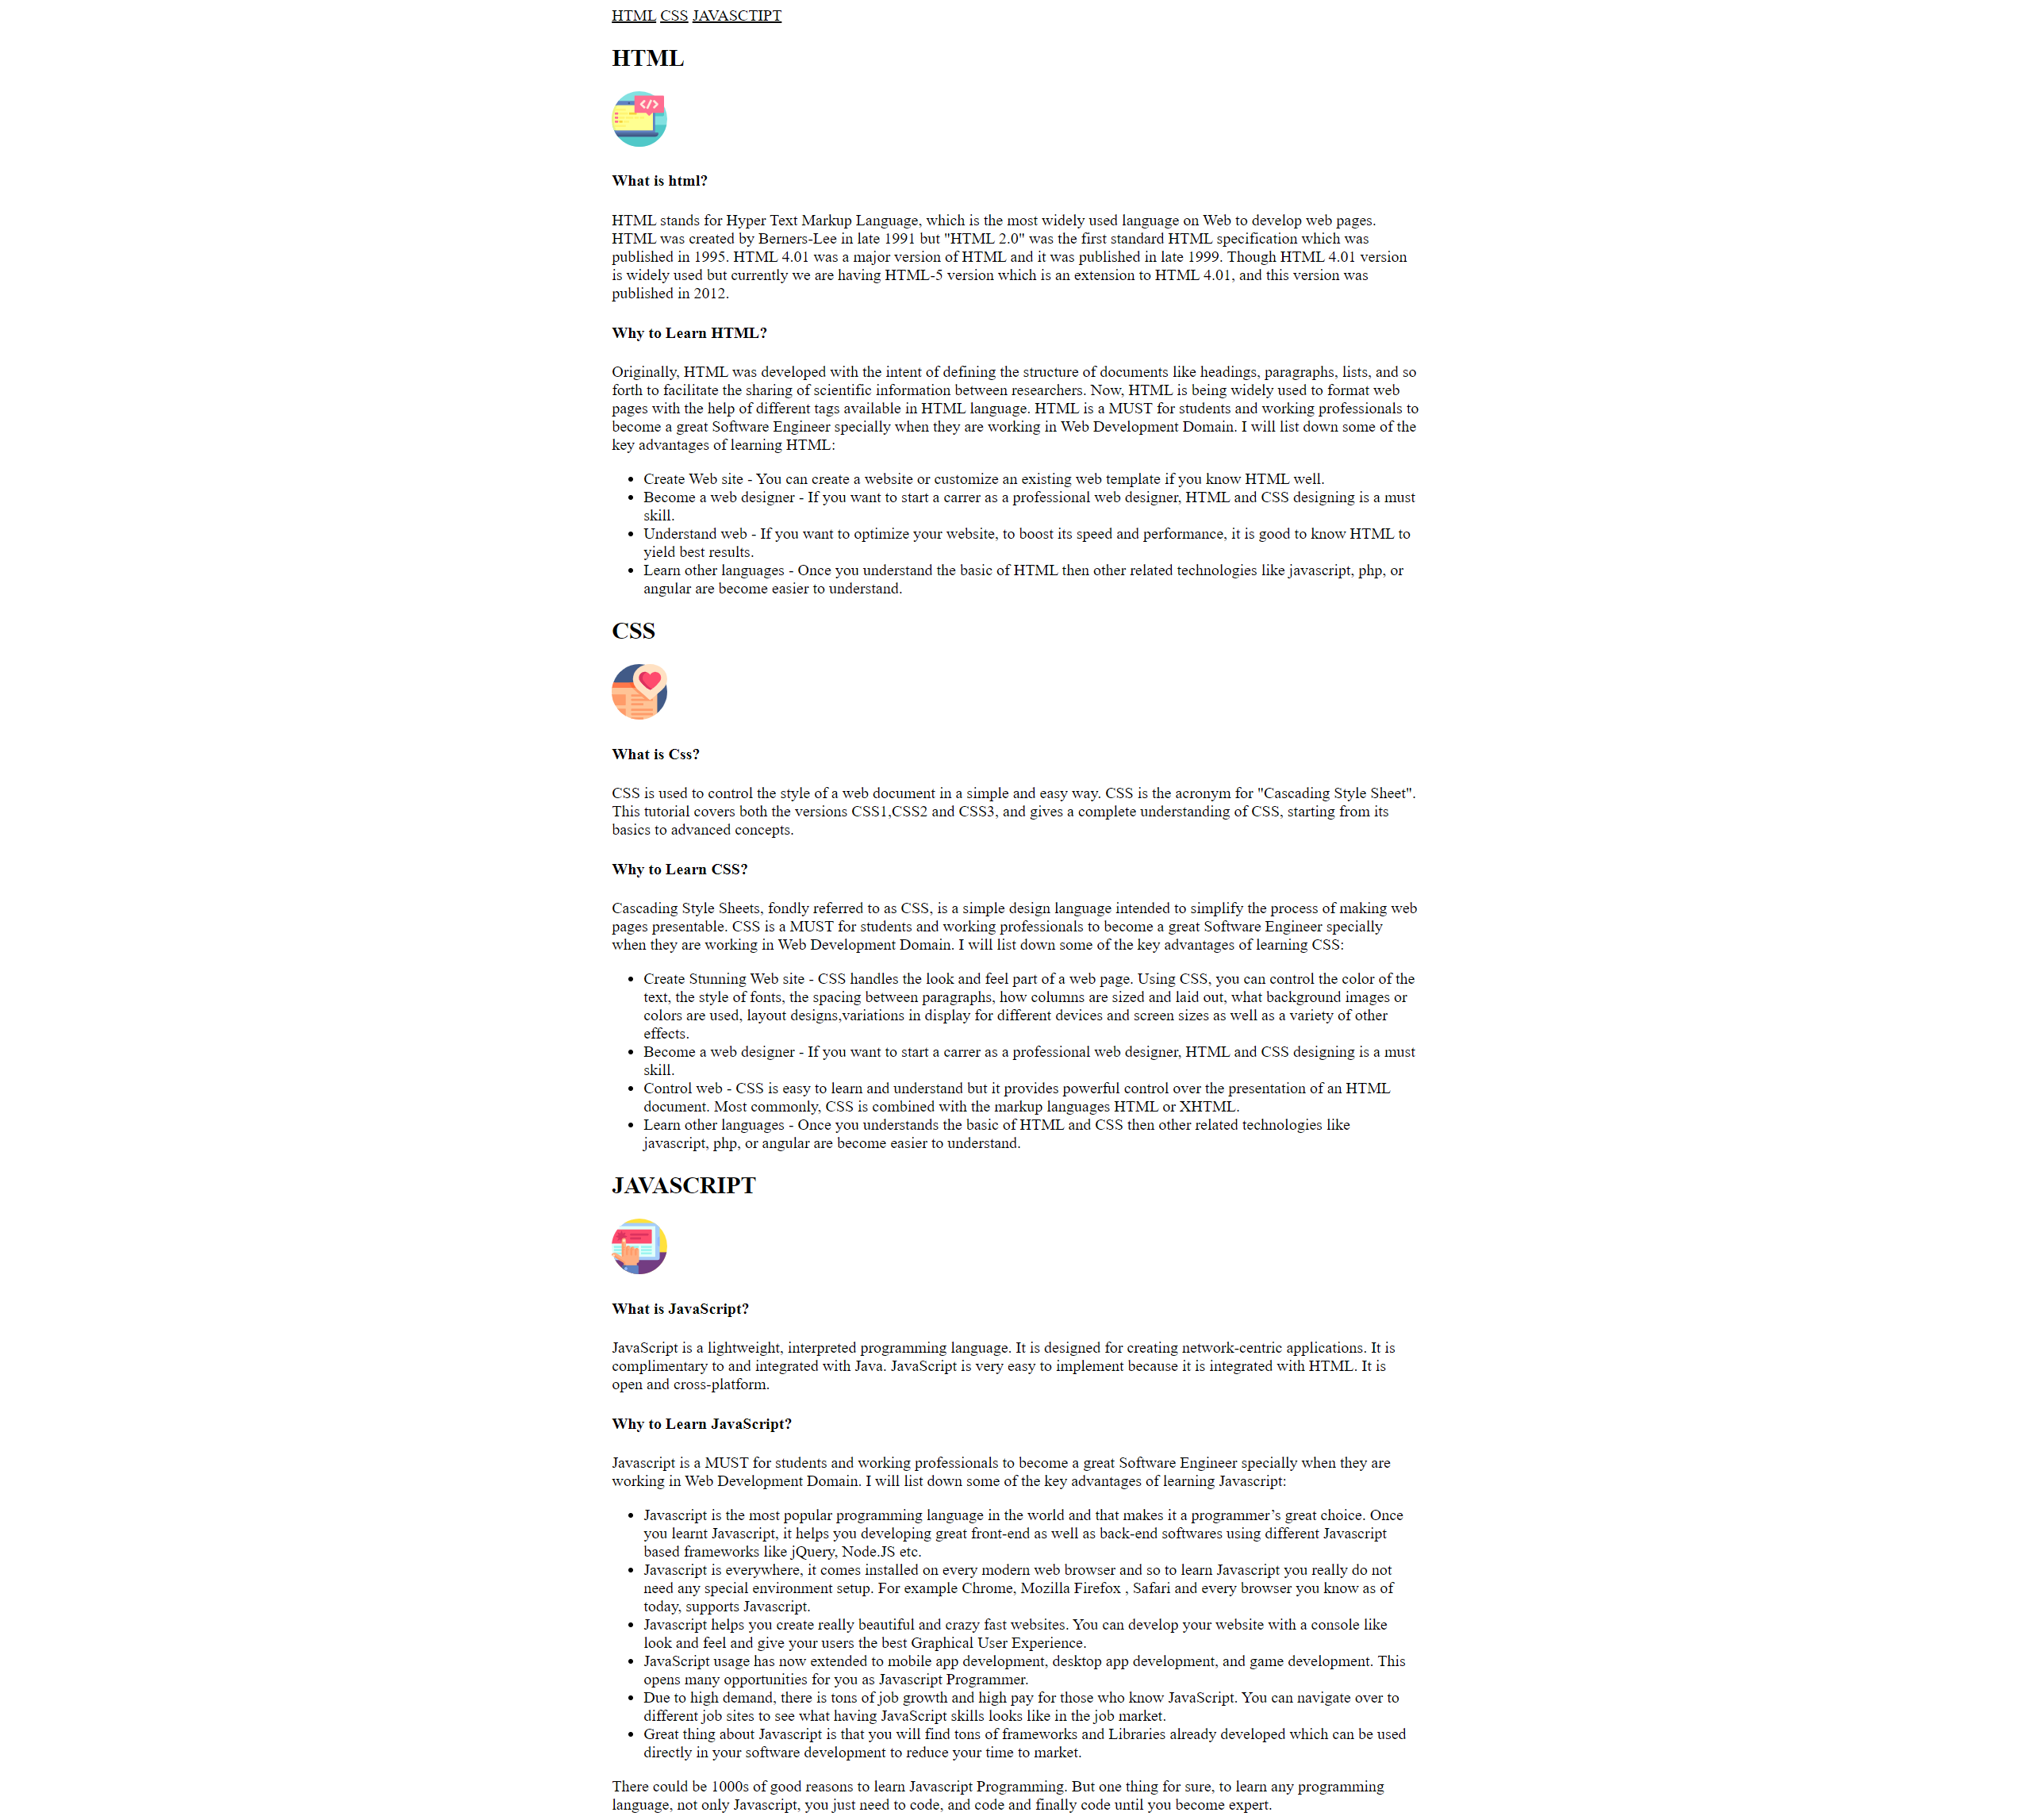 HTML CSS JAVASCTIPT
HTML
What is html?
HTML stands for Hyper Text Markup Language, which is the most widely used language on Web to develop web pages.
HTML was created by Berners-Lee in late 1991 but "HTML 2.0" was the first standard HTML specification which was
published in 1995. HTML 4.01 was a major version of HTML and it was published in late 1999. Though HTML 4.01 version
is widely used but currently we are having HTML-5 version which is an extension to HTML 4.01, and this version was
published in 2012.
Why to Learn HTML?
Originally, HTML was developed with the intent of defining the structure of documents like headings, paragraphs, lists, and so
forth to facilitate the sharing of scientific information between researchers. Now, HTML is being widely used to format web
pages with the help of different tags available in HTML language. HTML is a MUST for students and working professionals to
become a great Software Engineer specially when they are working in Web Development Domain. I will list down some of the
key advantages of learning HTML:
• Create Web site - You can create a website or customize an existing web template if you know HTML well.
• Become a web designer - If you want to start a carrer as a professional web designer, HTML and CSS designing is a must
skill.
• Understand web - If you want to optimize your website, to boost its speed and performance, it is good to know HTML to
yield best results.
• Learn other languages - Once you understand the basic of HTML then other related technologies like javascript, php, or
angular are become easier to understand.
CSS
What is Css?
CSS is used to control the style of a web document in a simple and easy way. CSS is the acronym for "Cascading Style Sheet".
This tutorial covers both the versions CSS1,CSS2 and CSS3, and gives a complete understanding of CSS, starting from its
basics to advanced concepts.
Why to Learn CSS?
Cascading Style Sheets, fondly referred to as CSS, is a simple design language intended to simplify the process of making web
pages presentable. CSS is a MUST for students and working professionals to become a great Software Engineer specially
when they are working in Web Development Domain. I will list down some of the key advantages of learning CSS:
• Create Stunning Web site - CSS handles the look and feel part of a web page. Using CSS, you can control the color of the
text, the style of fonts, the spacing between paragraphs, how columns are sized and laid out, what background images or
colors are used, layout designs,variations in display for different devices and screen sizes as well as a variety of other
effects.
• Become a web designer - If you want to start a carrer as a professional web designer, HTML and CSS designing is a must
skill.
• Control web - CSS is easy to learn and understand but it provides powerful control over the presentation of an HTML
document. Most commonly, CSS is combined with the markup languages HTML or XHTML.
• Learn other languages - Once you understands the basic of HTML and CSS then other related technologies like
javascript, php, or angular are become easier to understand.
JAVASCRIPT
What is JavaScript?
JavaScript is a lightweight, interpreted programming language. It is designed for creating network-centric applications. It is
complimentary to and integrated with Java. JavaScript is very easy to implement because it is integrated with HTML. It is
open and cross-platform.
Why to Learn JavaScript?
Javascript is a MUST for students and working professionals to become a great Software Engineer specially when they are
working in Web Development Domain. I will list down some of the key advantages of learning Javascript:
• Javascript is the most popular programming language in the world and that makes it a programmer’s great choice. Once
you learnt Javascript, it helps you developing great front-end as well as back-end softwares using different Javascript
based frameworks like jQuery, Node.JS etc.
• Javascript is everywhere, it comes installed on every modern web browser and so to learn Javascript you really do not
need any special environment setup. For example Chrome, Mozilla Firefox , Safari and every browser you know as of
today, supports Javascript.
• Javascript helps you create really beautiful and crazy fast websites. You can develop your website with a console like
look and feel and give your users the best Graphical User Experience.
• JavaScript usage has now extended to mobile app development, desktop app development, and game development. This
opens many opportunities for you as Javascript Programmer.
• Due to high demand, there is tons of job growth and high pay for those who know JavaScript. You can navigate over to
different job sites to see what having JavaScript skills looks like in the job market.
• Great thing about Javascript is that you will find tons of frameworks and Libraries already developed which can be used
directly in your software development to reduce your time to market.
There could be 1000s of good reasons to learn Javascript Programming. But one thing for sure, to learn any programming
language, not only Javascript, you just need to code, and code and finally code until you become expert.